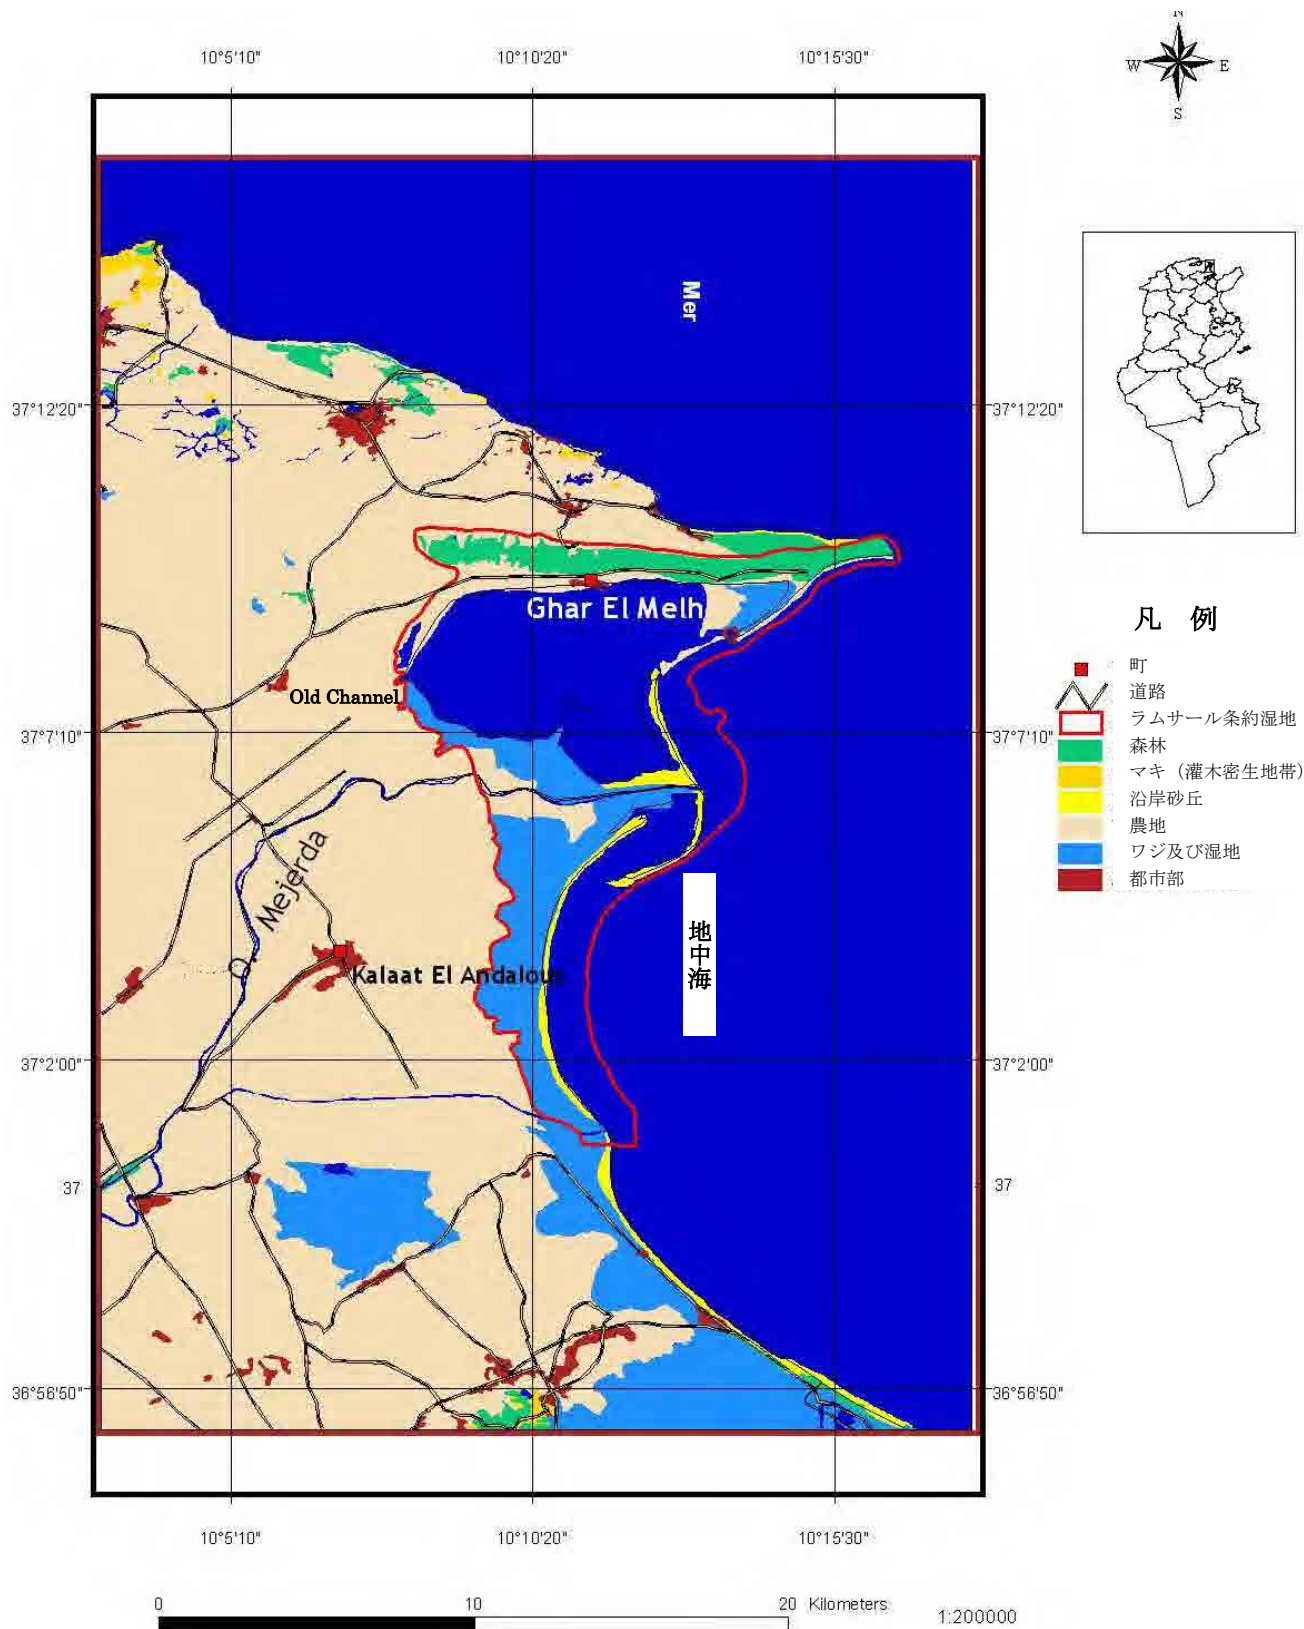 N
W
E
S
10°5'10"
10°10'20"
10°15'30"
Mer
37°12'20"
37°12'20"
Ghar El Melh
Old Channel
37°7'10"
37°7'10"
O. Mejerda
Kalaat El Andalous
地中海
37°2'00"
37°2'00"
37
37
36°56'50"
36°56'50"
凡 例
町
道路
ラムサール条約湿地
森林
マキ（灌木密生地帯）
沿岸砂丘
農地
ワジ及び湿地
都市部
10°5'10"
10°10'20"
10°15'30"
0 10 20 Kilometers
1:200000